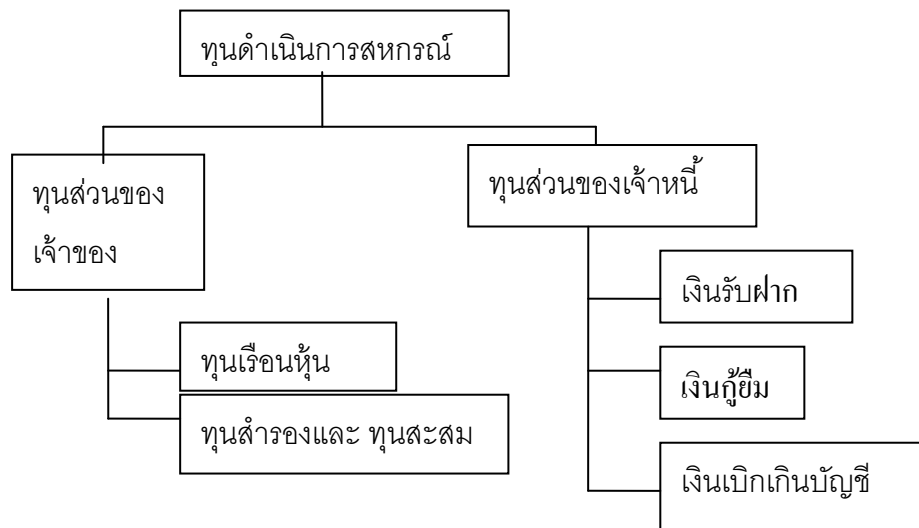 ทุนดำเนินการสหกรณ์
ทุนส่วนของ
เจ้าของ
ทุนส่วนของเจ้าหนี้
เงินรับฝาก
ทุนเรือนหุ้น
เงินกู้ยืม
ทุนสำรองและ ทุนสะสม
เงินเบิกเกินบัญชี